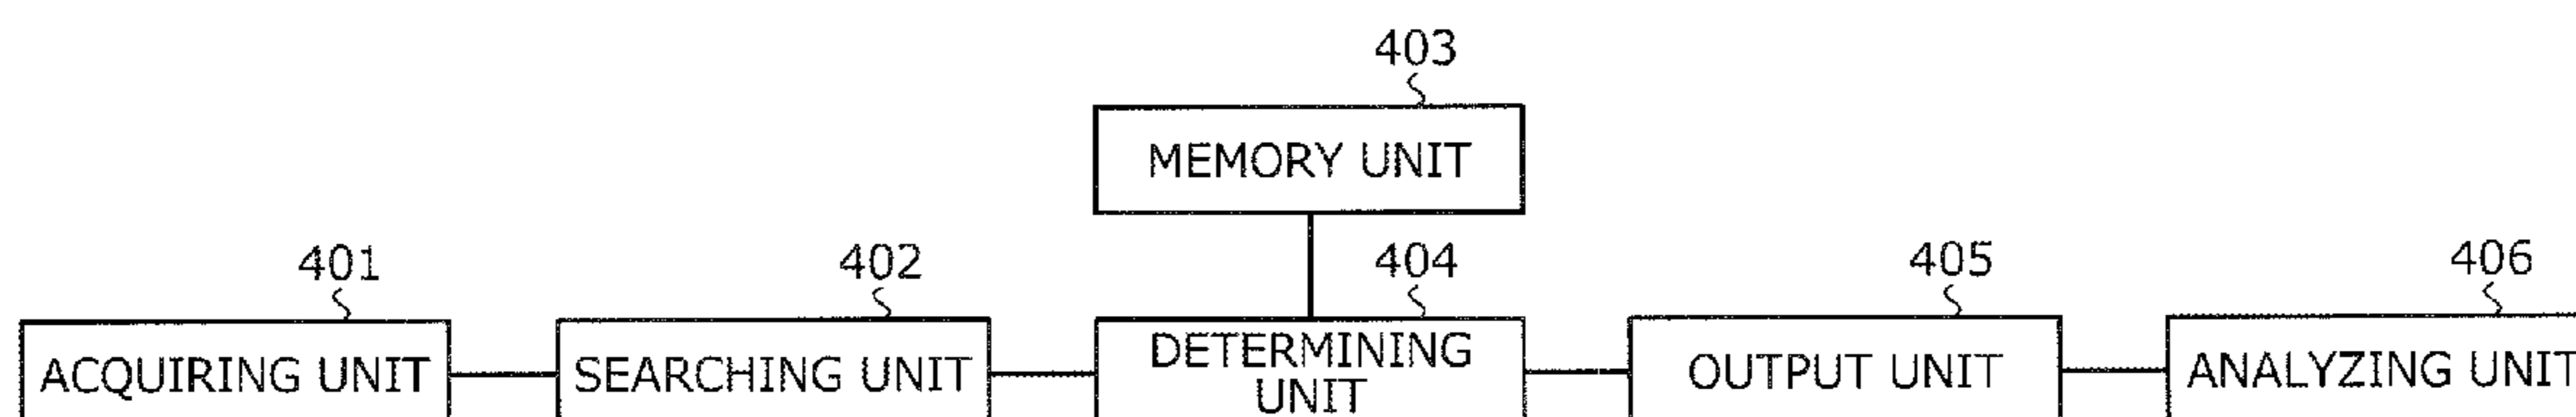 403
MEMORY UNIT
401
402
404
405
406
ACQUIRING UNIT
SEARCHING UNIT
DETERMINING
UNIT
OUTPUT UNIT
ANALYZING UNIT